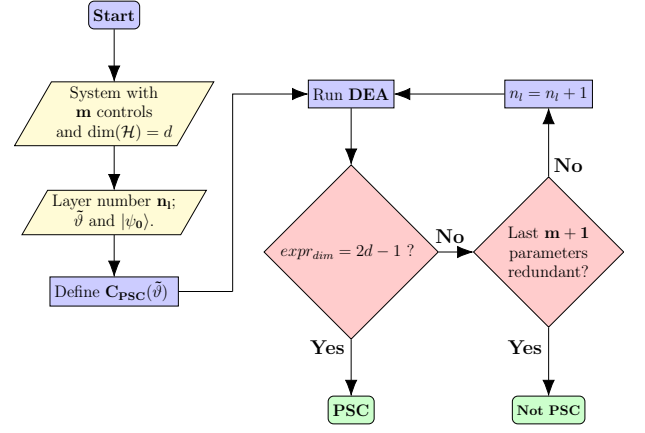 Start
System with
m controls
and dim(ℋ) = d
Layer number n_l;
ϑ̃ and |ψ₀⟩.
Define C_PSC(ϑ̃)
Run DEA
n_l = n_l + 1
expr_dim = 2d − 1 ?
No
Last m + 1
parameters
redundant?
No
Yes
Yes
PSC
Not PSC